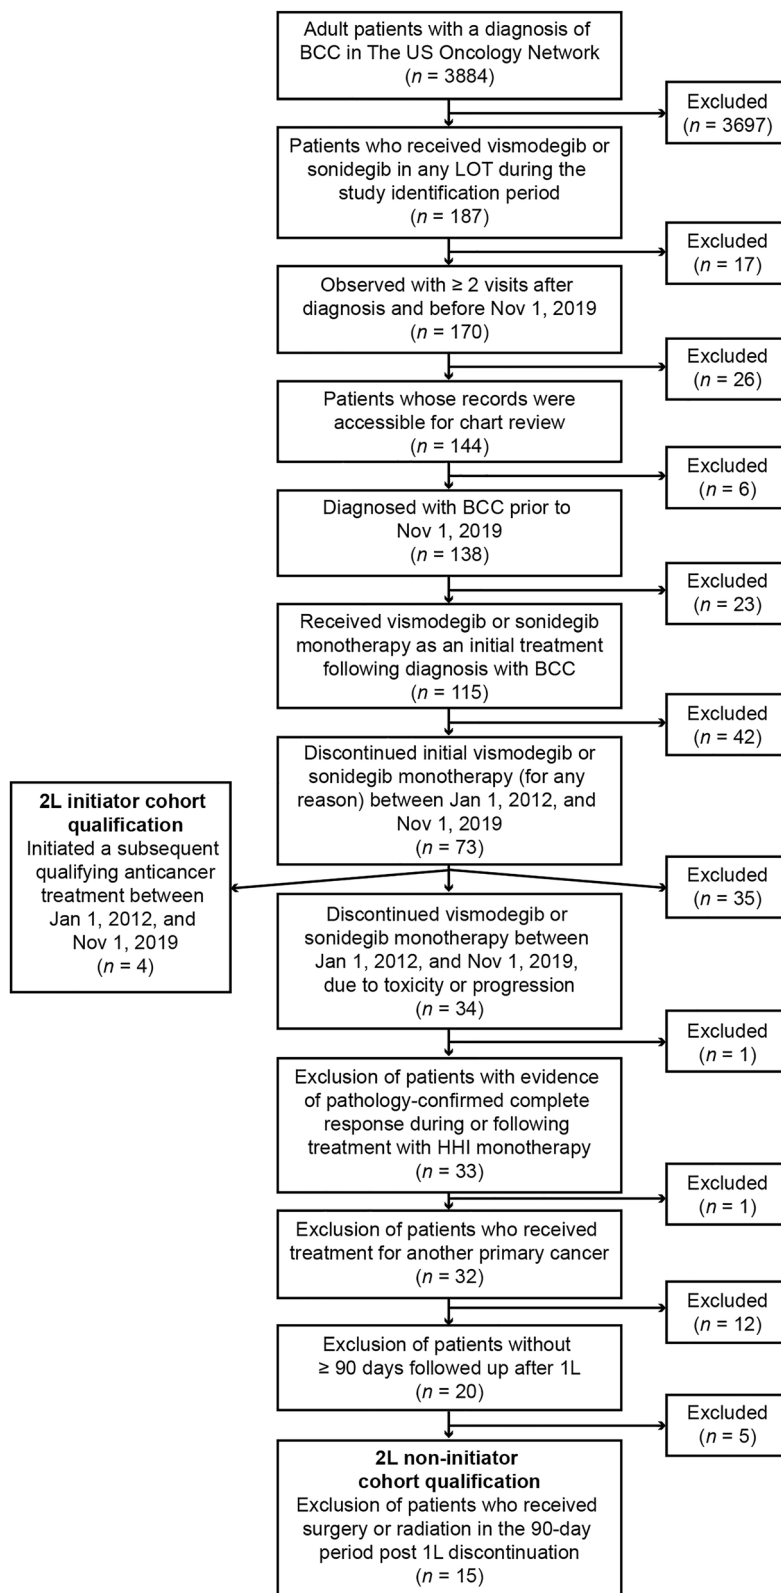 Adult patients with a diagnosis of
BCC in The US Oncology Network
(n = 3884)
Excluded
(n = 3697)
Patients who received vismodegib or
sonidegib in any LOT during the
study identification period
(n = 187)
Excluded
(n = 17)
Observed with ≥ 2 visits after
diagnosis and before Nov 1, 2019
(n = 170)
Excluded
(n = 26)
Patients whose records were
accessible for chart review
(n = 144)
Excluded
(n = 6)
Diagnosed with BCC prior to
Nov 1, 2019
(n = 138)
Excluded
(n = 23)
Received vismodegib or sonidegib
monotherapy as an initial treatment
following diagnosis with BCC
(n = 115)
Excluded
(n = 42)
Discontinued initial vismodegib or
sonidegib monotherapy (for any
reason) between Jan 1, 2012, and
Nov 1, 2019
(n = 73)
2L initiator cohort
qualification
Initiated a subsequent
qualifying anticancer
treatment between
Jan 1, 2012, and
Nov 1, 2019
(n = 4)
Excluded
(n = 35)
Discontinued vismodegib or
sonidegib monotherapy between
Jan 1, 2012, and Nov 1, 2019,
due to toxicity or progression
(n = 34)
Excluded
(n = 1)
Exclusion of patients with evidence
of pathology-confirmed complete
response during or following
treatment with HHI monotherapy
(n = 33)
Excluded
(n = 1)
Exclusion of patients who received
treatment for another primary cancer
(n = 32)
Excluded
(n = 12)
Exclusion of patients without
≥ 90 days followed up after 1L
(n = 20)
Excluded
(n = 5)
2L non-initiator
cohort qualification
Exclusion of patients who received
surgery or radiation in the 90-day
period post 1L discontinuation
(n = 15)